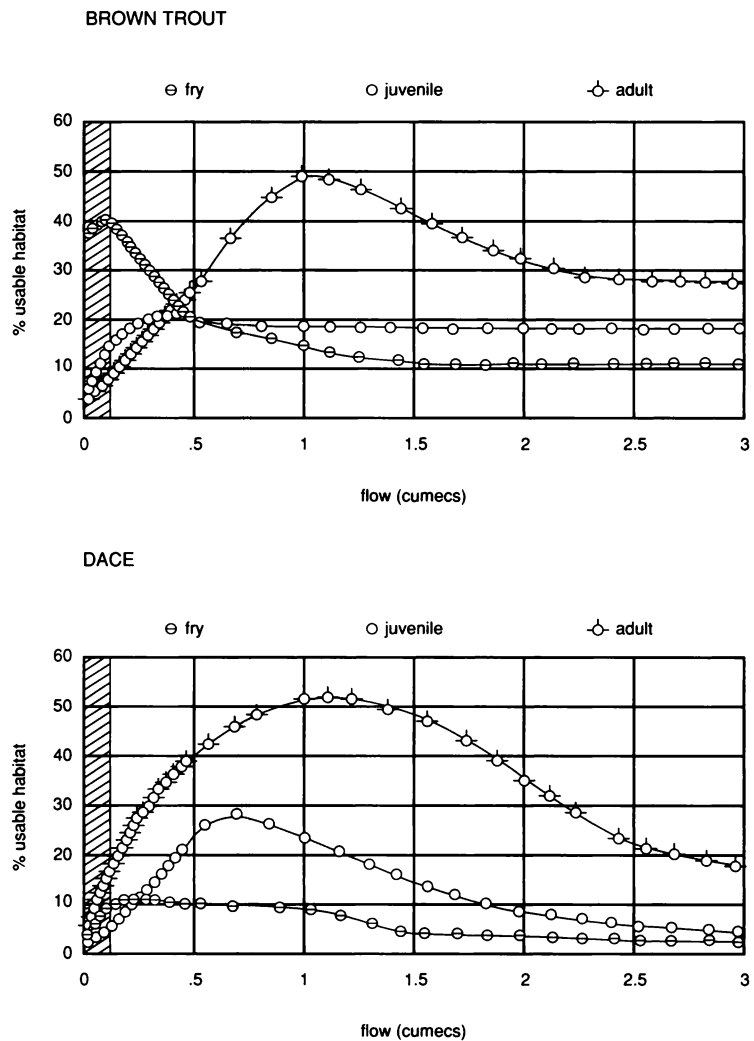 BROWN TROUT
fry juvenile adult
60
50
40
30
20
10
0
% usable habitat
0 .5 1 1.5 2 2.5 3
flow (cumecs)
DACE
fry juvenile adult
60
50
40
30
20
10
0
% usable habitat
0 .5 1 1.5 2 2.5 3
flow (cumecs)